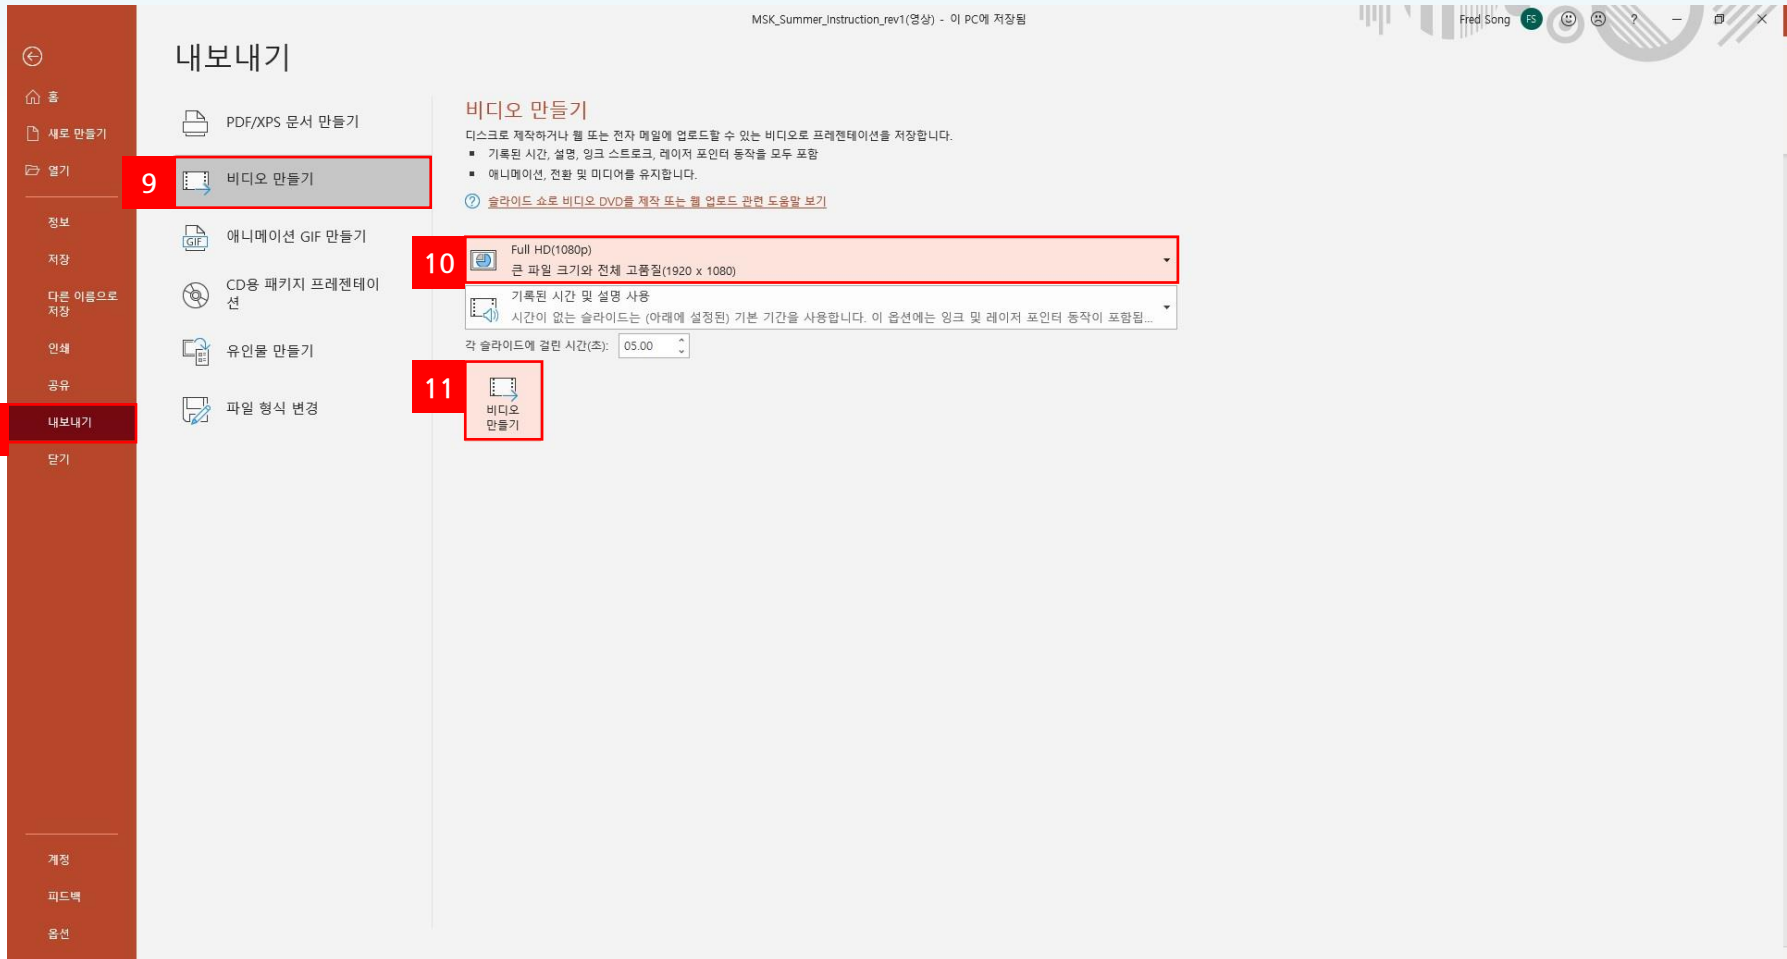 MSK_Summer_Instruction_rev1(영상) - 이 PC에 저장됨
Fred Song
FS
?
내보내기
홈
새로 만들기
열기
정보
저장
다른 이름으로
저장
인쇄
공유
내보내기
닫기
계정
피드백
옵션
PDF/XPS 문서 만들기
9
비디오 만들기
GIF
애니메이션 GIF 만들기
CD용 패키지 프레젠테이
션
유인물 만들기
파일 형식 변경
비디오 만들기
디스크로 제작하거나 웹 또는 전자 메일에 업로드할 수 있는 비디오로 프레젠테이션을 저장합니다.
■ 기록된 시간, 설명, 잉크 스트로크, 레이저 포인터 동작을 모두 포함
■ 애니메이션, 전환 및 미디어를 유지합니다.
? 슬라이드 쇼로 비디오 DVD를 제작 또는 웹 업로드 관련 도움말 보기
10
Full HD(1080p)
큰 파일 크기와 전체 고품질(1920 x 1080)
기록된 시간 및 설명 사용
시간이 없는 슬라이드는 (아래에 설정된) 기본 기간을 사용합니다. 이 옵션에는 잉크 및 레이저 포인터 동작이 포함됩...
각 슬라이드에 걸린 시간(초): 05.00
11
비디오
만들기